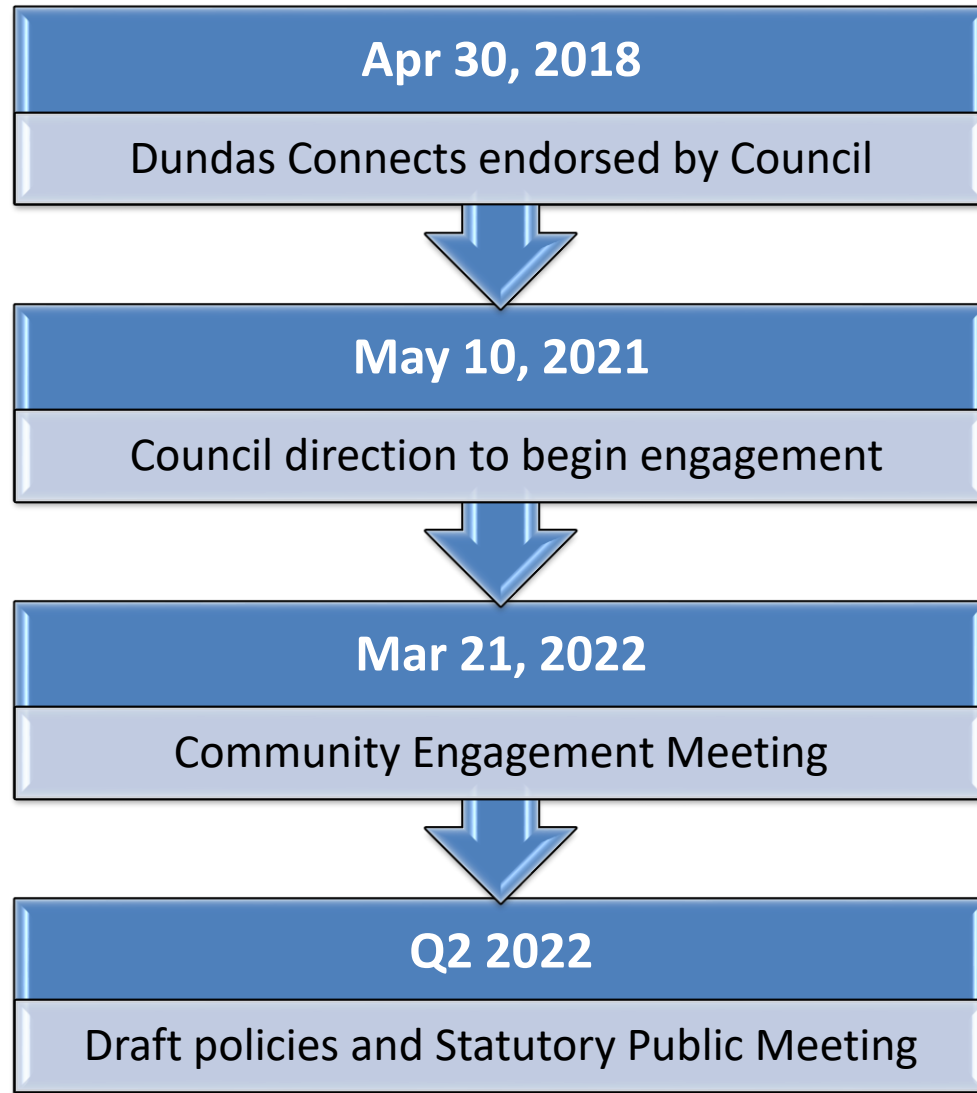 Apr 30, 2018
Dundas Connects endorsed by Council
May 10, 2021
Council direction to begin engagement
Mar 21, 2022
Community Engagement Meeting
Q2 2022
Draft policies and Statutory Public Meeting